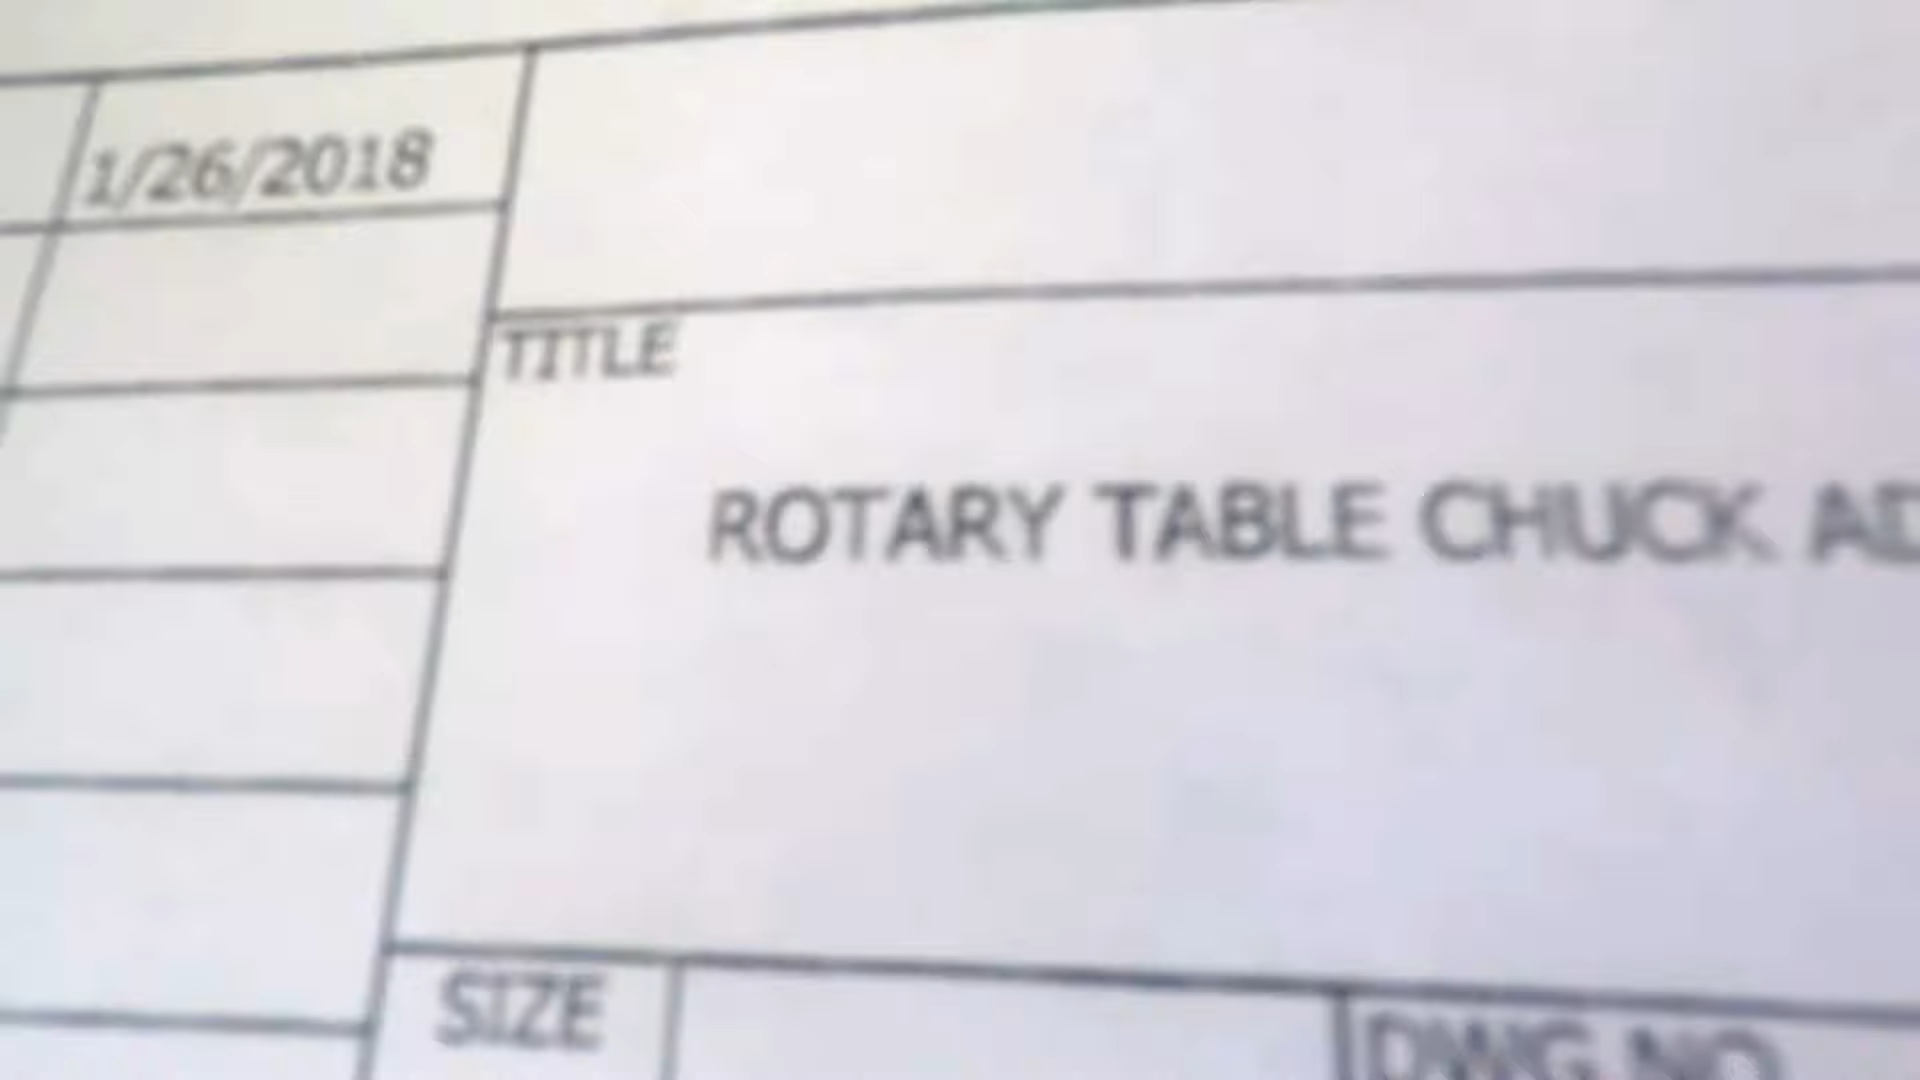 1/26/2018
TITLE
ROTARY TABLE CHUCK AD
SIZE
DWG NO